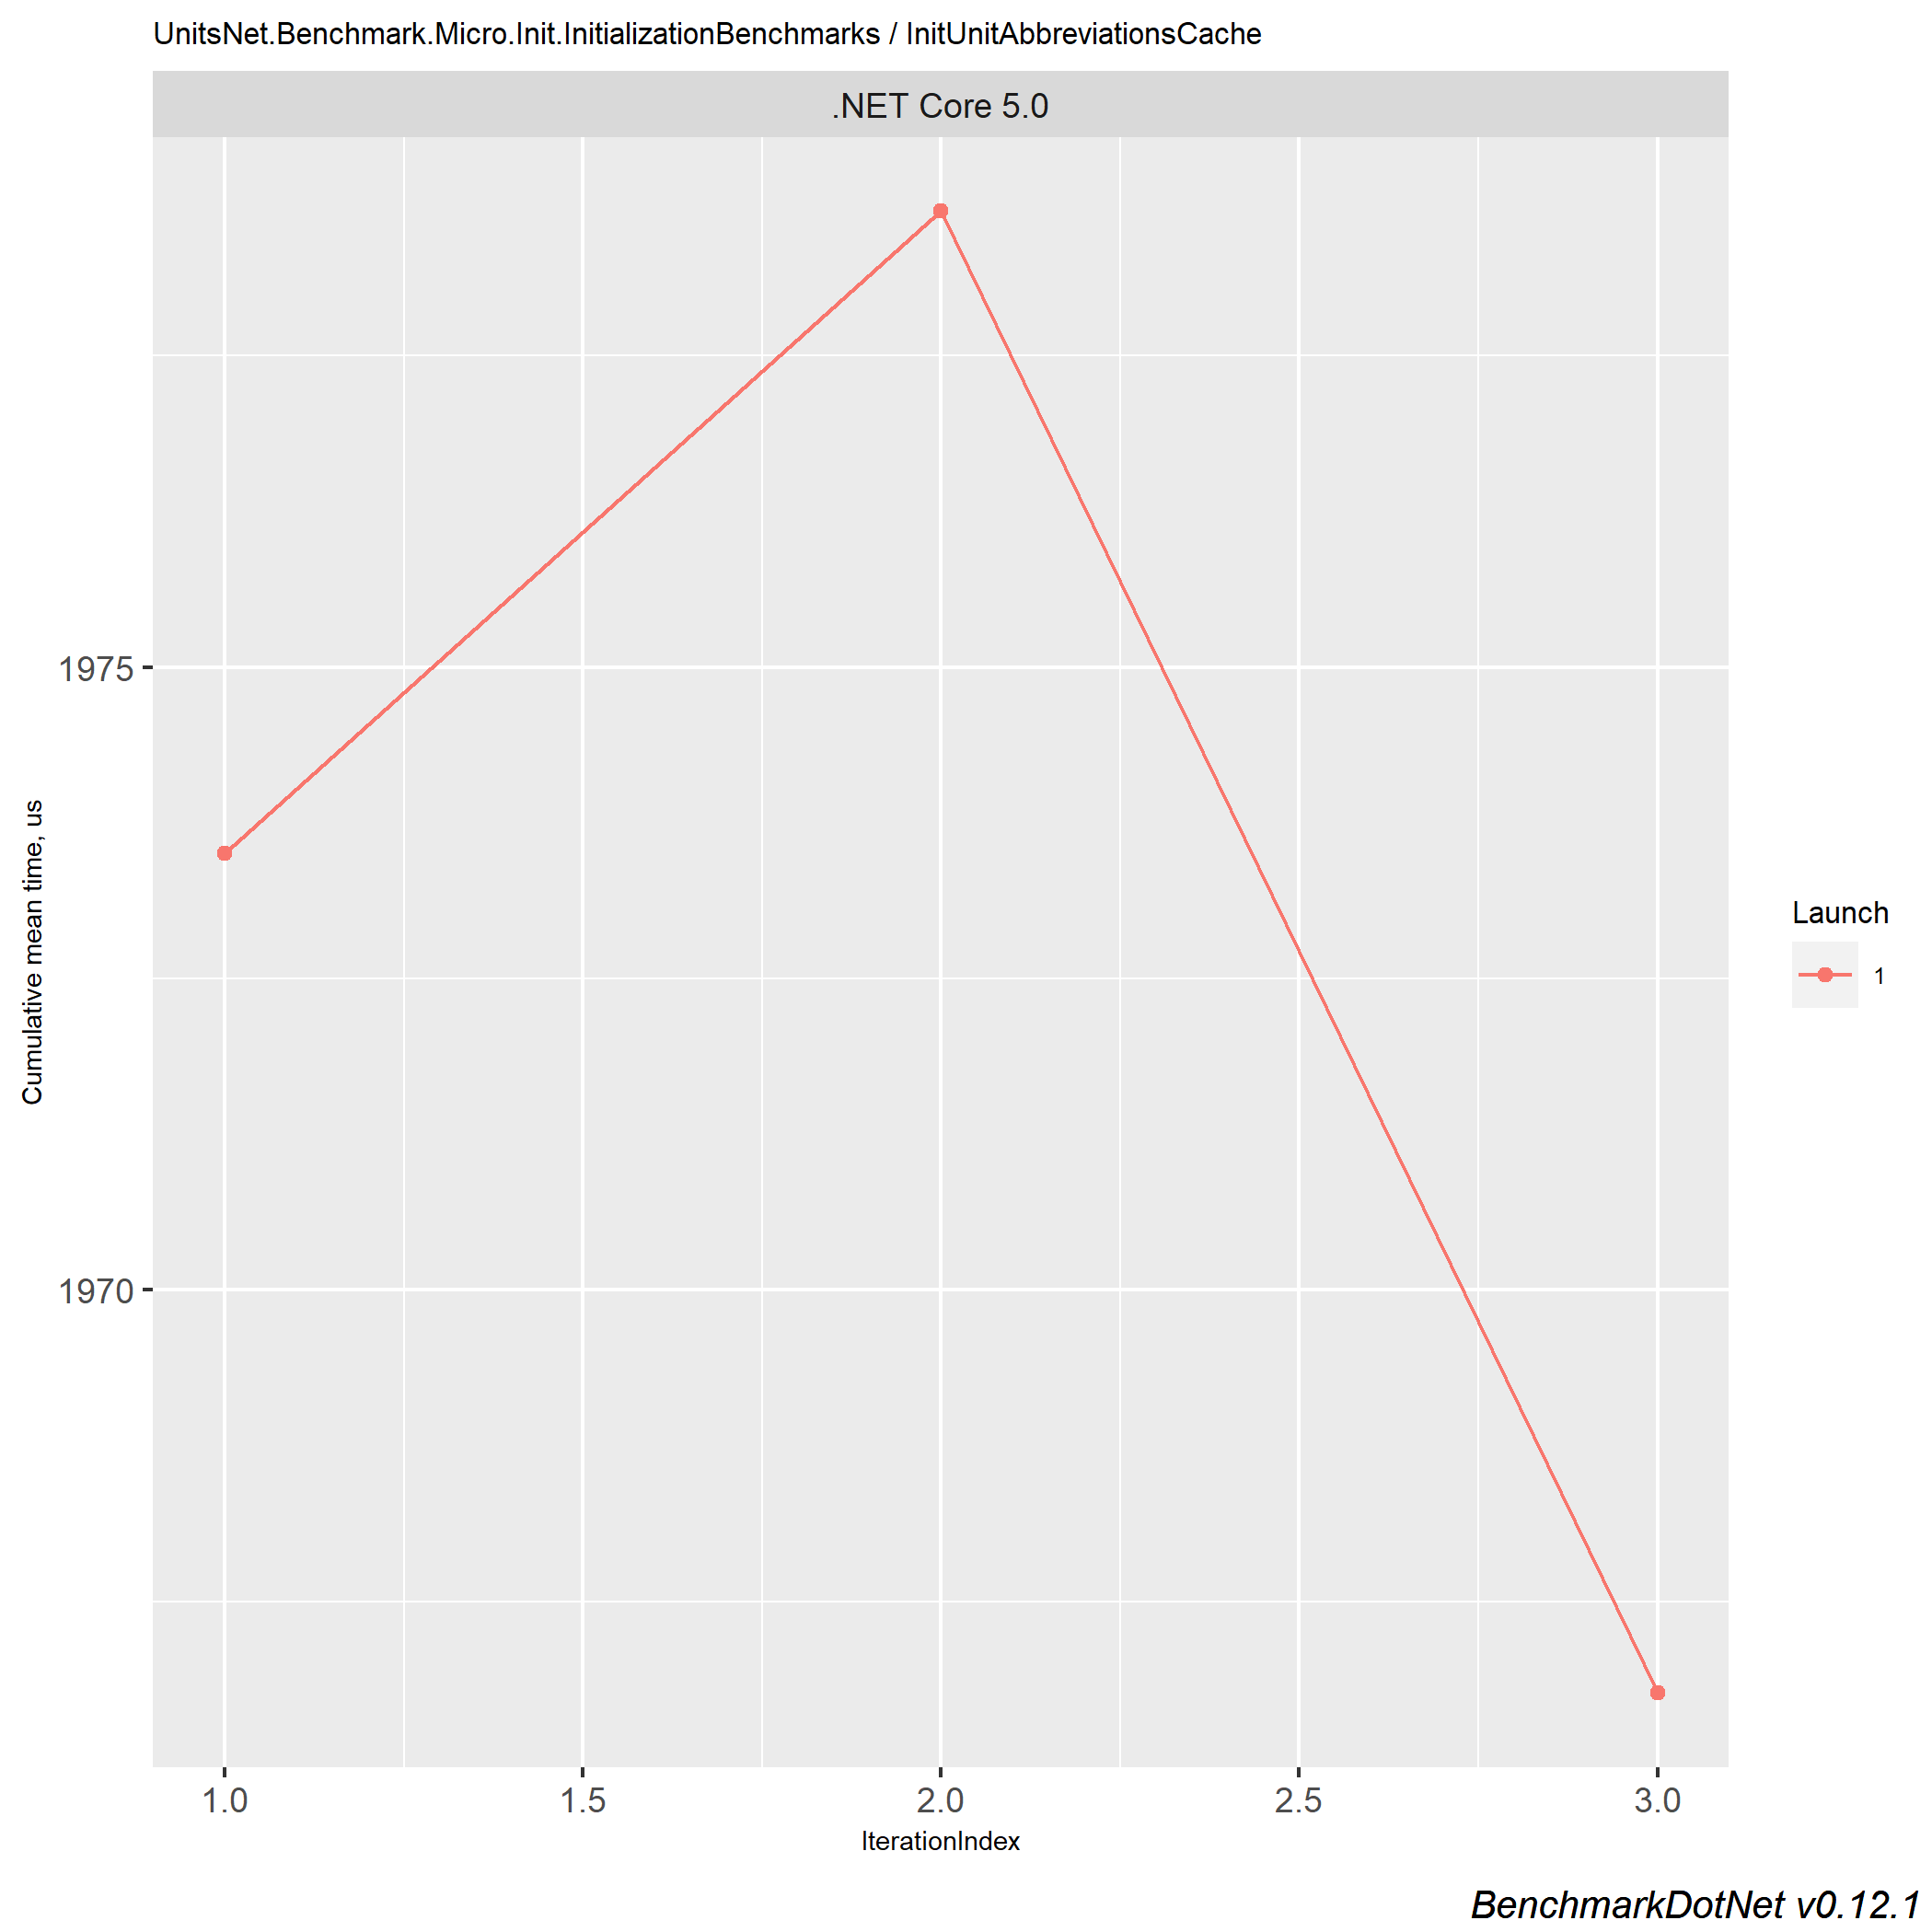 UnitsNet.Benchmark.Micro.Init.InitializationBenchmarks / InitUnitAbbreviationsCache
.NET Core 5.0
1975
1970
Cumulative mean time, us
Launch
1
1.0 1.5 2.0 2.5 3.0
IterationIndex
BenchmarkDotNet v0.12.1